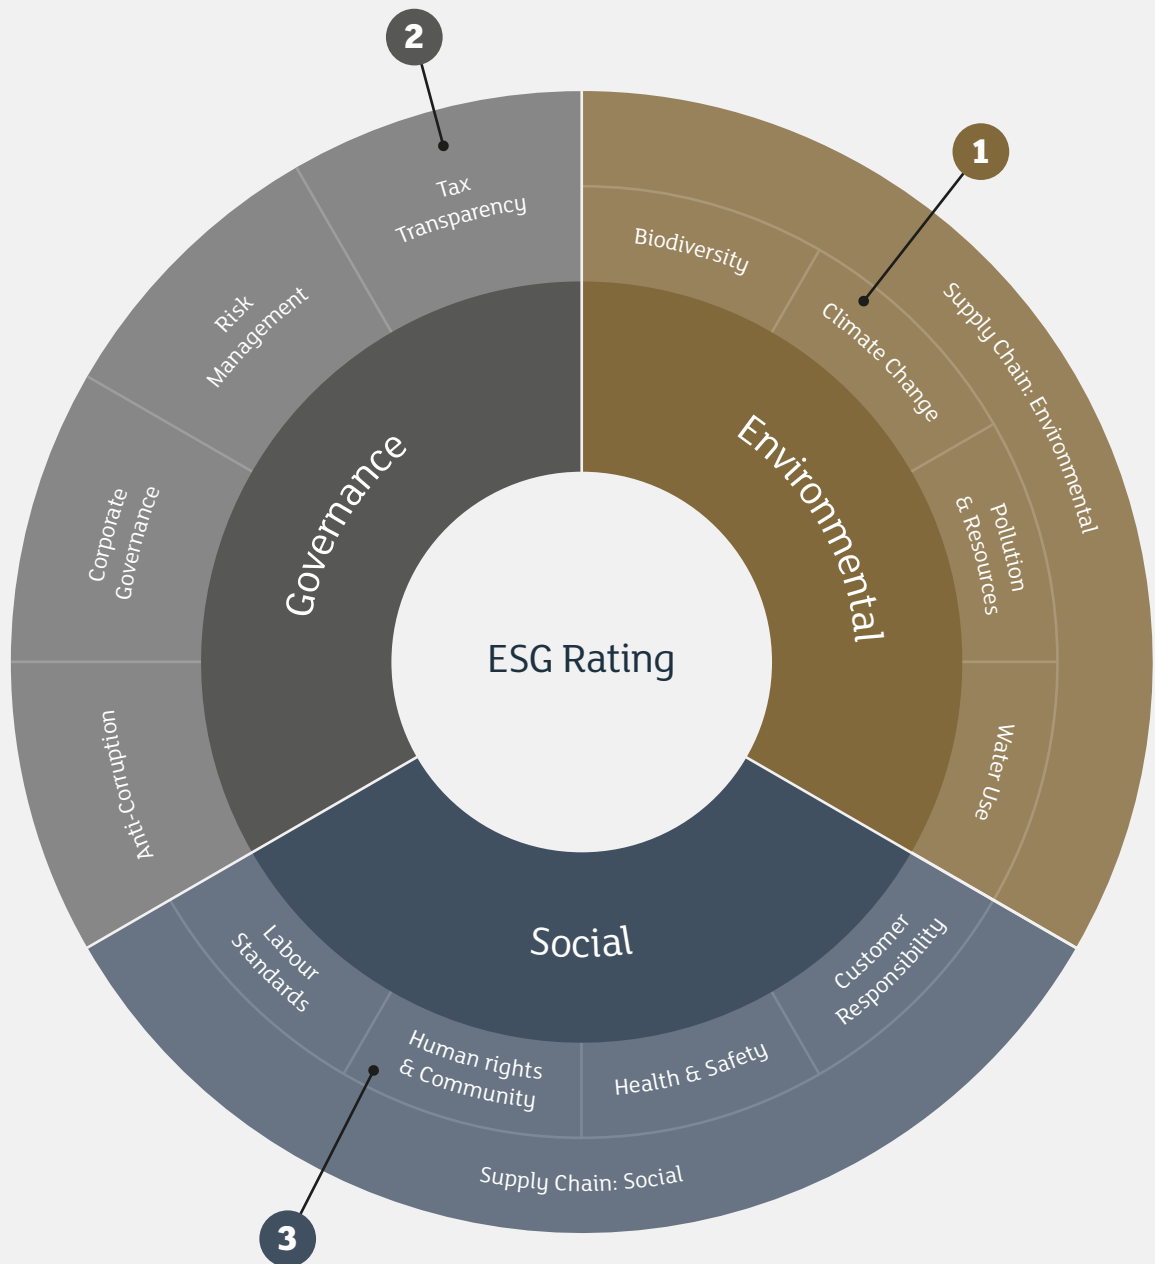 2
1
Tax
Transparency
Biodiversity
Climate Change
Supply Chain: Environmental
Risk
Management
Environmental
Governance
Pollution
& Resources
Corporate
Governance
ESG Rating
Water Use
Anti-Corruption
Social
Labour
Standards
Customer
Responsibility
Human rights
& Community
Health & Safety
Supply Chain: Social
3